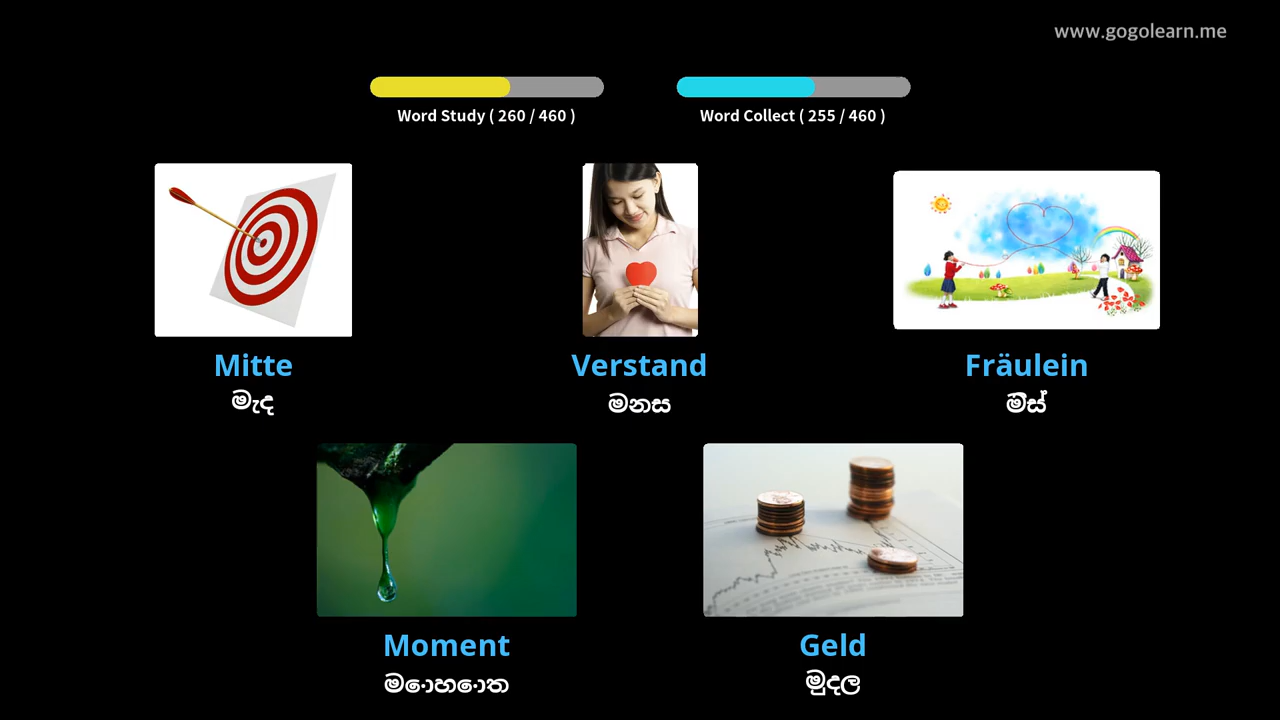 www.gogolearn.me
Word Study ( 260 / 460 )
Word Collect ( 255 / 460 )
Mitte
මැද
Verstand
මනස
Fräulein
මිස්
Moment
මොහොත
Geld
මුදල